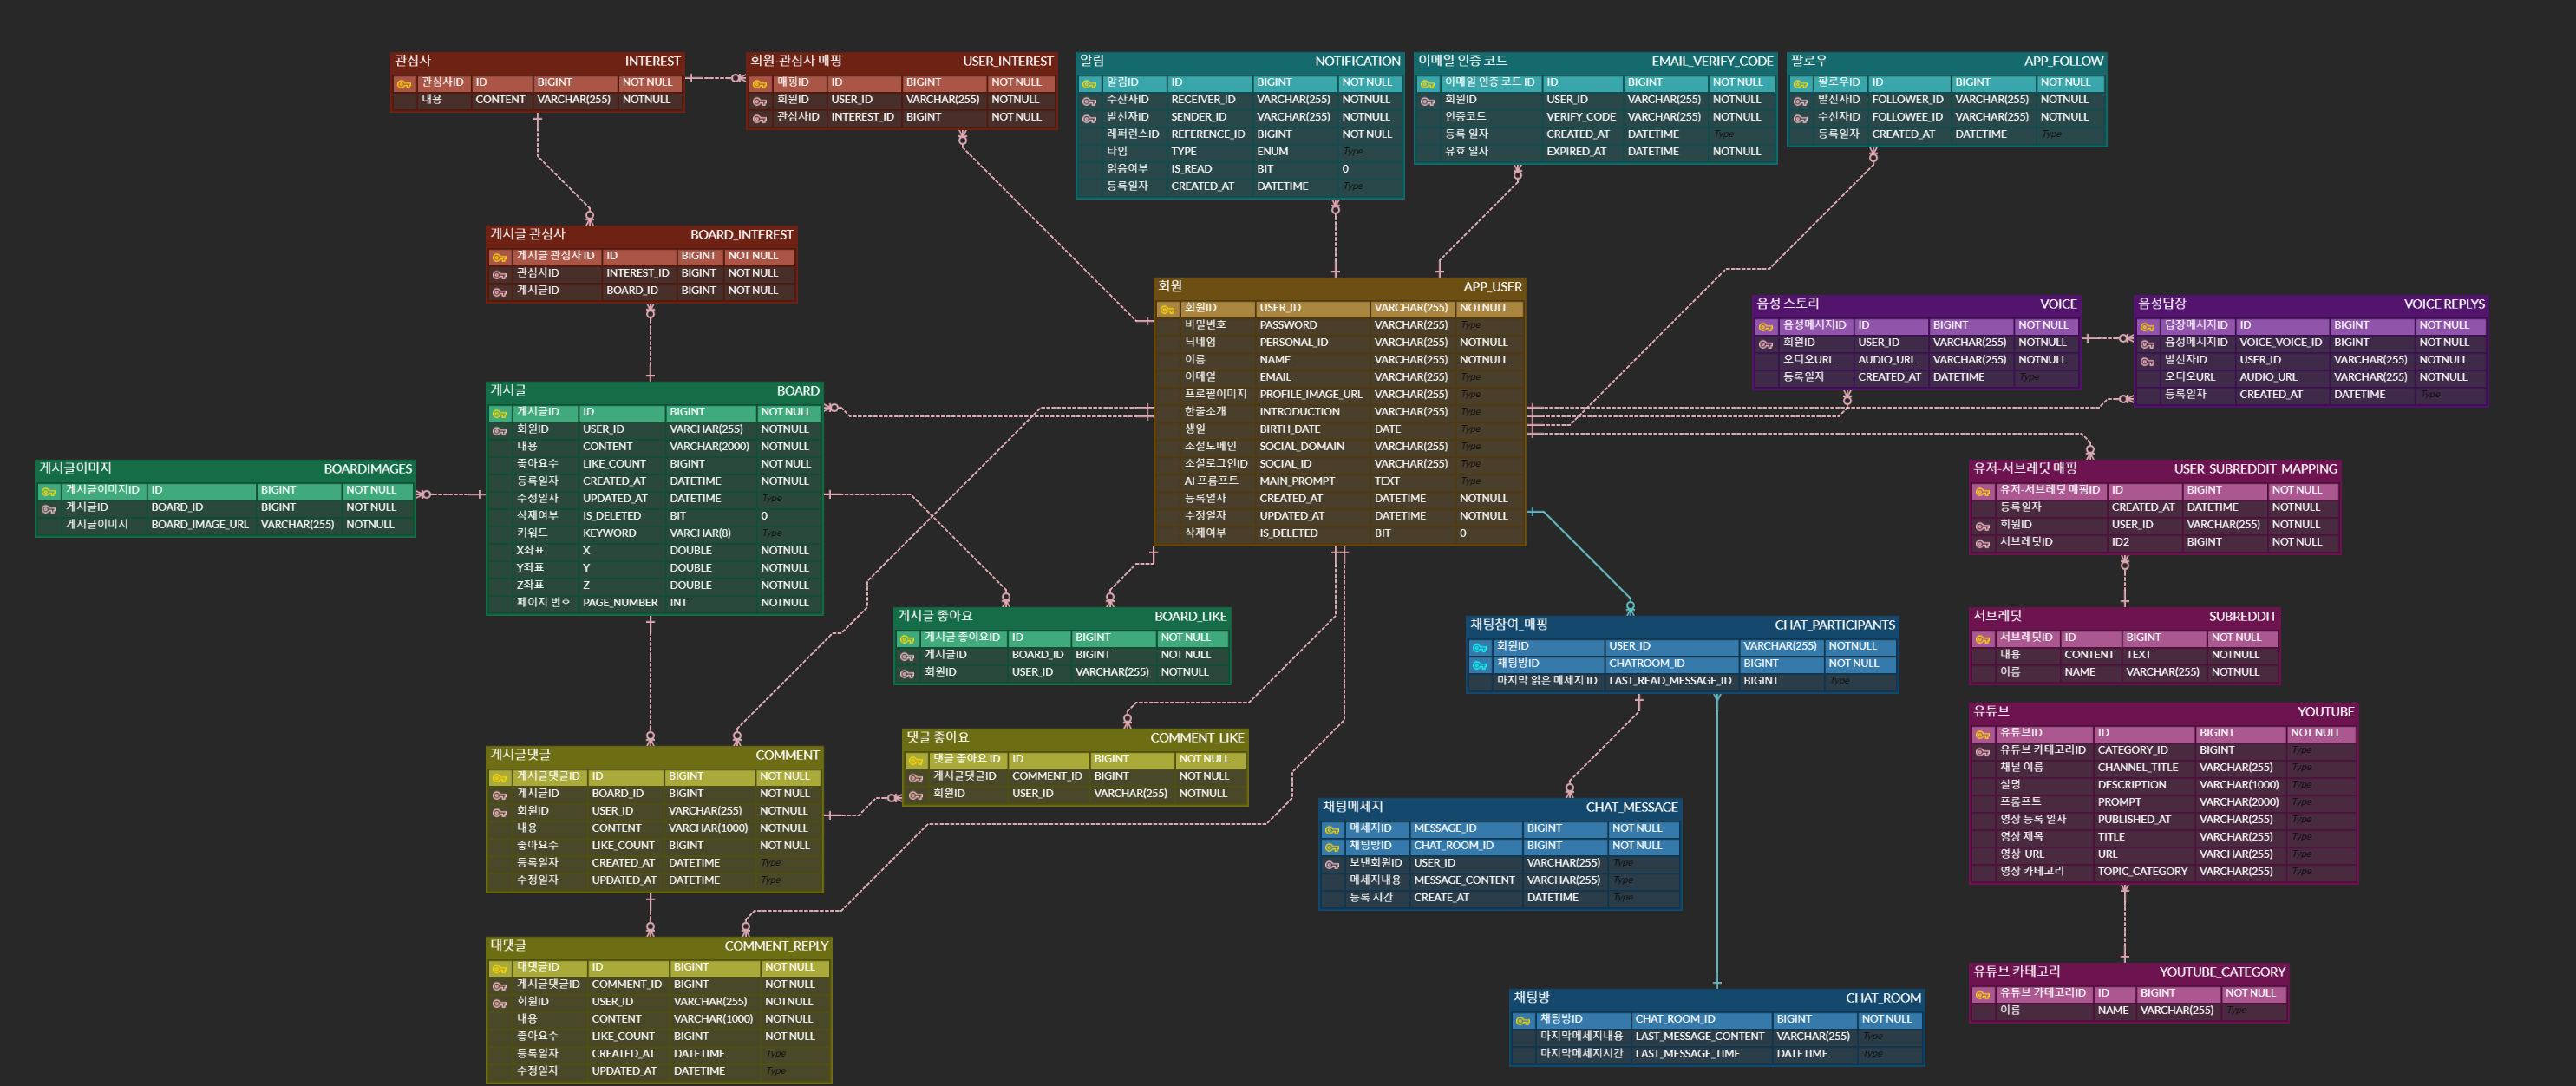 관심사 INTEREST
관심사ID ID BIGINT NOT NULL
내용 CONTENT VARCHAR(255) NOTNULL
회원-관심사 매핑 USER_INTEREST
매핑ID ID BIGINT NOT NULL
회원ID USER_ID VARCHAR(255) NOTNULL
관심사ID INTEREST_ID BIGINT NOT NULL
알림 NOTIFICATION
알림ID ID BIGINT NOT NULL
수산자ID RECEIVER_ID VARCHAR(255) NOTNULL
발신자ID SENDER_ID VARCHAR(255) NOTNULL
레퍼런스ID REFERENCE_ID BIGINT NOT NULL
타입 TYPE ENUM Type
읽음여부 IS_READ BIT 0
등록일자 CREATED_AT DATETIME Type
이메일 인증 코드 EMAIL_VERIFY_CODE
이메일 인증 코드 ID ID BIGINT NOT NULL
회원ID USER_ID VARCHAR(255) NOTNULL
인증코드 VERIFY_CODE VARCHAR(255) NOTNULL
등록 일자 CREATED_AT DATETIME Type
유효 일자 EXPIRED_AT DATETIME NOTNULL
팔로우 APP_FOLLOW
팔로우ID ID BIGINT NOT NULL
발신자ID FOLLOWER_ID VARCHAR(255) NOTNULL
수신자ID FOLLOWEE_ID VARCHAR(255) NOTNULL
등록일자 CREATED_AT DATETIME Type
게시글 관심사 BOARD_INTEREST
게시글 관심사 ID ID BIGINT NOT NULL
관심사ID INTEREST_ID BIGINT NOT NULL
게시글ID BOARD_ID BIGINT NOT NULL
회원 APP_USER
회원ID USER_ID VARCHAR(255) NOTNULL
비밀번호 PASSWORD VARCHAR(255) Type
닉네임 PERSONAL_ID VARCHAR(255) NOTNULL
이름 NAME VARCHAR(255) NOTNULL
이메일 EMAIL VARCHAR(255) Type
프로필이미지 PROFILE_IMAGE_URL VARCHAR(255) Type
한줄소개 INTRODUCTION VARCHAR(255) Type
생일 BIRTH_DATE DATE Type
소셜도메인 SOCIAL_DOMAIN VARCHAR(255) Type
소셜로그인ID SOCIAL_ID VARCHAR(255) Type
AI 프롬프트 MAIN_PROMPT TEXT Type
등록일자 CREATED_AT DATETIME NOTNULL
수정일자 UPDATED_AT DATETIME NOTNULL
삭제여부 IS_DELETED BIT 0
음성 스토리 VOICE
음성메시지ID ID BIGINT NOT NULL
회원ID USER_ID VARCHAR(255) NOTNULL
오디오URL AUDIO_URL VARCHAR(255) NOTNULL
등록일자 CREATED_AT DATETIME Type
음성답장 VOICE REPLYS
답장메시지ID ID BIGINT NOT NULL
음성메시지ID VOICE_VOICE_ID BIGINT NOT NULL
발신자ID USER_ID VARCHAR(255) NOTNULL
오디오URL AUDIO_URL VARCHAR(255) NOTNULL
등록일자 CREATED_AT DATETIME Type
게시글 BOARD
게시글ID ID BIGINT NOT NULL
회원ID USER_ID VARCHAR(255) NOTNULL
내용 CONTENT VARCHAR(2000) NOTNULL
좋아요수 LIKE_COUNT BIGINT NOT NULL
등록일자 CREATED_AT DATETIME NOTNULL
수정일자 UPDATED_AT DATETIME Type
삭제여부 IS_DELETED BIT 0
키워드 KEYWORD VARCHAR(8) Type
X좌표 X DOUBLE NOTNULL
Y좌표 Y DOUBLE NOTNULL
Z좌표 Z DOUBLE NOTNULL
페이지 번호 PAGE_NUMBER INT NOTNULL
게시글이미지 BOARDIMAGES
게시글이미지ID ID BIGINT NOT NULL
게시글ID BOARD_ID BIGINT NOT NULL
게시글이미지 BOARD_IMAGE_URL VARCHAR(255) NOTNULL
유저-서브레딧 매핑 USER_SUBREDDIT_MAPPING
유저-서브레딧 매핑ID ID BIGINT NOT NULL
등록일자 CREATED_AT DATETIME NOTNULL
회원ID USER_ID VARCHAR(255) NOTNULL
서브레딧ID ID2 BIGINT NOT NULL
게시글 좋아요 BOARD_LIKE
게시글 좋아요ID ID BIGINT NOT NULL
게시글ID BOARD_ID BIGINT NOT NULL
회원ID USER_ID VARCHAR(255) NOTNULL
채팅참여_매핑 CHAT_PARTICIPANTS
회원ID USER_ID VARCHAR(255) NOTNULL
채팅방ID CHATROOM_ID BIGINT NOT NULL
마지막 읽은 메세지 ID LAST_READ_MESSAGE_ID BIGINT Type
서브레딧 SUBREDDIT
서브레딧ID ID BIGINT NOT NULL
내용 CONTENT TEXT NOTNULL
이름 NAME VARCHAR(255) NOTNULL
유튜브 YOUTUBE
유튜브ID ID BIGINT NOT NULL
유튜브 카테고리ID CATEGORY_ID BIGINT Type
채널 이름 CHANNEL_TITLE VARCHAR(255) Type
설명 DESCRIPTION VARCHAR(1000) Type
프롬프트 PROMPT VARCHAR(2000) Type
영상 등록 일자 PUBLISHED_AT VARCHAR(255) Type
영상 제목 TITLE VARCHAR(255) Type
영상 URL URL VARCHAR(255) Type
영상 카테고리 TOPIC_CATEGORY VARCHAR(255) Type
게시글댓글 COMMENT
게시글댓글ID ID BIGINT NOT NULL
게시글ID BOARD_ID BIGINT NOT NULL
회원ID USER_ID VARCHAR(255) NOTNULL
내용 CONTENT VARCHAR(1000) NOTNULL
좋아요수 LIKE_COUNT BIGINT NOT NULL
등록일자 CREATED_AT DATETIME Type
수정일자 UPDATED_AT DATETIME Type
댓글 좋아요 COMMENT_LIKE
댓글 좋아요 ID ID BIGINT NOT NULL
게시글댓글ID COMMENT_ID BIGINT NOT NULL
회원ID USER_ID VARCHAR(255) NOTNULL
채팅메세지 CHAT_MESSAGE
메세지ID MESSAGE_ID BIGINT NOT NULL
채팅방ID CHAT_ROOM_ID BIGINT NOT NULL
보낸회원ID USER_ID VARCHAR(255) Type
메세지내용 MESSAGE_CONTENT VARCHAR(255) Type
등록 시간 CREATE_AT DATETIME Type
대댓글 COMMENT_REPLY
대댓글ID ID BIGINT NOT NULL
게시글댓글ID COMMENT_ID BIGINT NOT NULL
회원ID USER_ID VARCHAR(255) NOTNULL
내용 CONTENT VARCHAR(1000) NOTNULL
좋아요수 LIKE_COUNT BIGINT NOT NULL
등록일자 CREATED_AT DATETIME Type
수정일자 UPDATED_AT DATETIME Type
채팅방 CHAT_ROOM
채팅방ID CHAT_ROOM_ID BIGINT NOT NULL
마지막메세지내용 LAST_MESSAGE_CONTENT VARCHAR(255) Type
마지막메세지시간 LAST_MESSAGE_TIME DATETIME Type
유튜브 카테고리 YOUTUBE_CATEGORY
유튜브 카테고리ID ID BIGINT NOT NULL
이름 NAME VARCHAR(255) Type